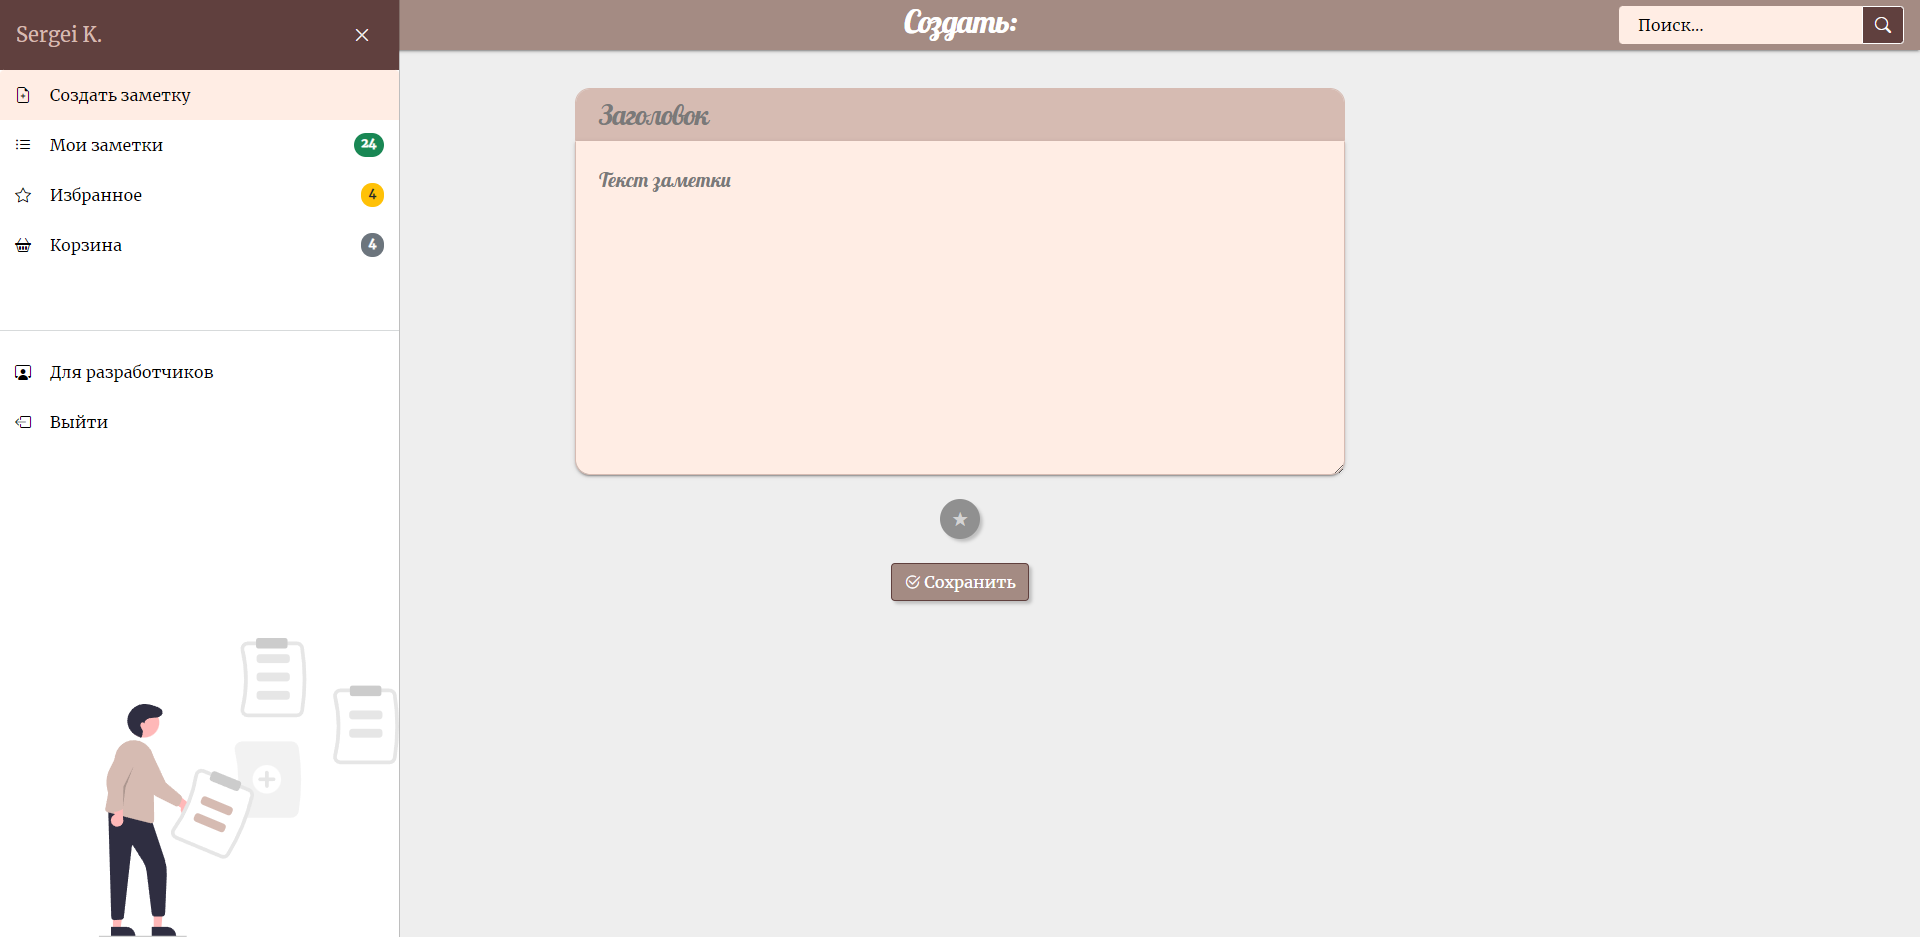 Sergei K.
Создать заметку
Мои заметки 24
Избранное 4
Корзина 4
Для разработчиков
Выйти
Создать:
Поиск...
Заголовок
Текст заметки
Сохранить